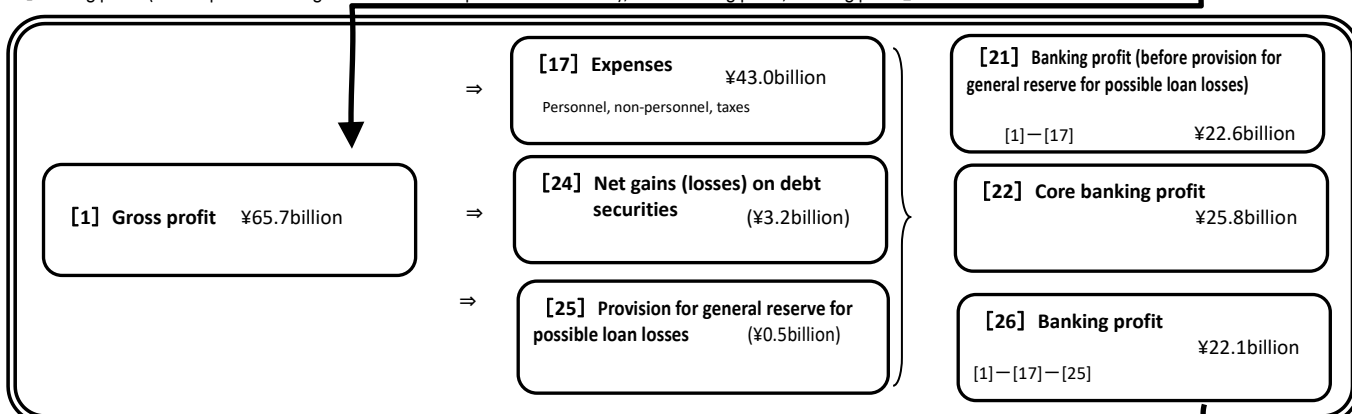 [17] Expenses ¥43.0billion
Personnel, non-personnel, taxes
[21] Banking profit (before provision for
general reserve for possible loan losses)
[1]－[17] ¥22.6billion
⇒
[1] Gross profit ¥65.7billion
⇒
[24] Net gains (losses) on debt
securities (¥3.2billion)
[22] Core banking profit
¥25.8billion
⇒
[25] Provision for general reserve for
possible loan losses (¥0.5billion)
[26] Banking profit
¥22.1billion
[1]－[17]－[25]